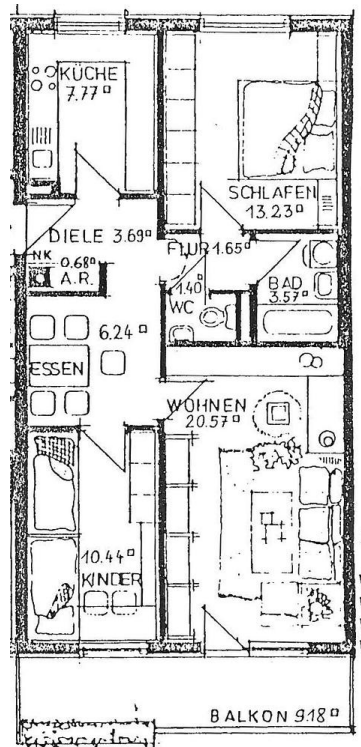 KÜCHE
7.77
SCHLAFEN
13.23
DIELE 3.69
FLUR 1.65
NK
0.68
A.R.
1.40
WC
BAD
3.57
6.24
ESSEN
WOHNEN
20.57
10.44
KINDER
BALKON 9.18